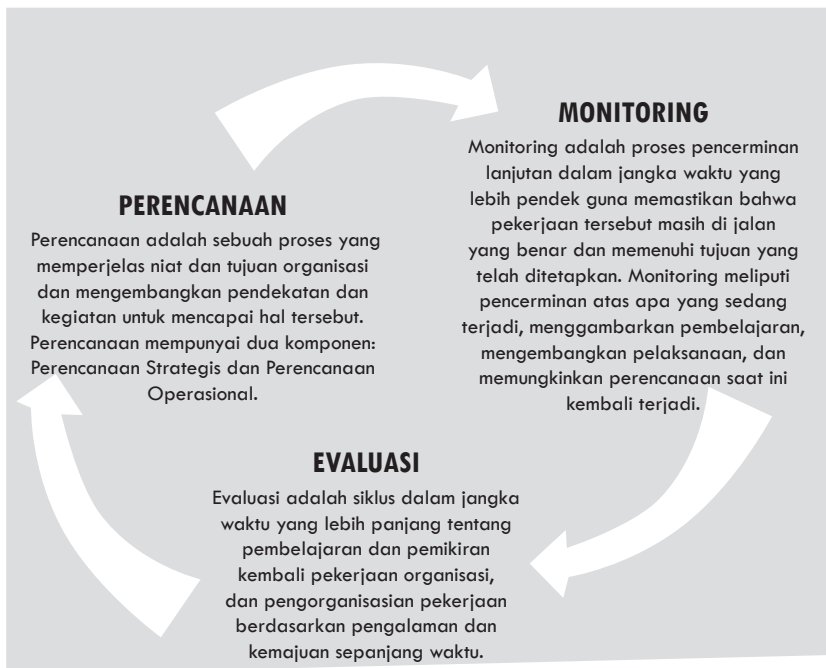 PERENCANAAN
Perencanaan adalah sebuah proses yang
memperjelas niat dan tujuan organisasi
dan mengembangkan pendekatan dan
kegiatan untuk mencapai hal tersebut.
Perencanaan mempunyai dua komponen:
Perencanaan Strategis dan Perencanaan
Operasional.
MONITORING
Monitoring adalah proses pencerminan
lanjutan dalam jangka waktu yang
lebih pendek guna memastikan bahwa
pekerjaan tersebut masih di jalan
yang benar dan memenuhi tujuan yang
telah ditetapkan. Monitoring meliputi
pencerminan atas apa yang sedang
terjadi, menggambarkan pembelajaran,
mengembangkan pelaksanaan, dan
memungkinkan perencanaan saat ini
kembali terjadi.
EVALUASI
Evaluasi adalah siklus dalam jangka
waktu yang lebih panjang tentang
pembelajaran dan pemikiran
kembali pekerjaan organisasi,
dan pengorganisasian pekerjaan
berdasarkan pengalaman dan
kemajuan sepanjang waktu.